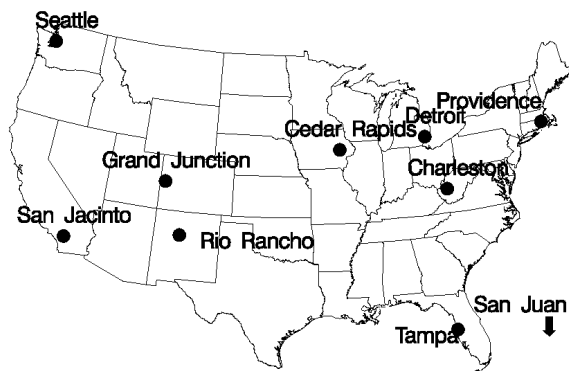 Seattle
Providence
Detroit
Cedar Rapids
Grand Junction
Charleston
San Jacinto
Rio Rancho
San Juan
Tampa